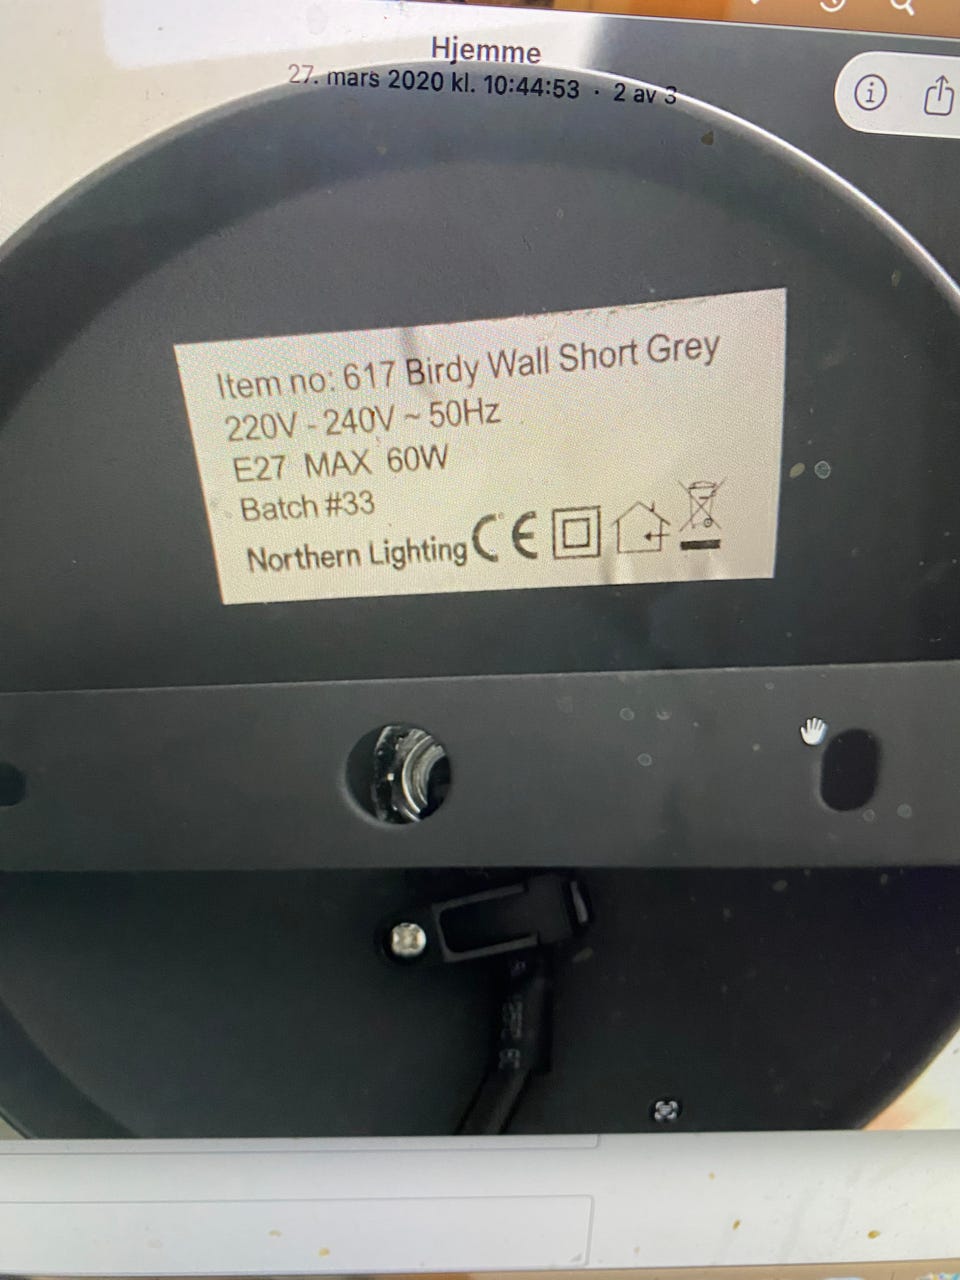 Hjemme
27. mars 2020 kl. 10:44:53 · 2 av 3
Item no: 617 Birdy Wall Short Grey
220V - 240V ~ 50Hz
E27 MAX 60W
Batch #33
Northern Lighting CE